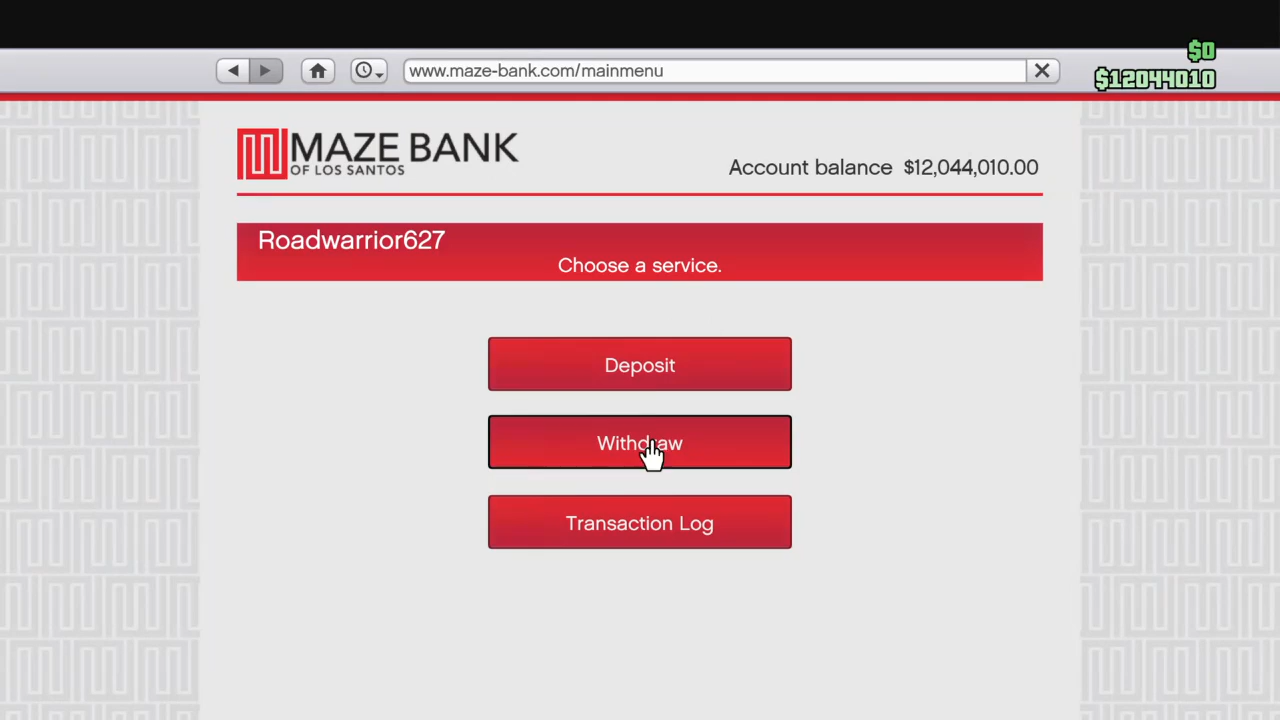 $0
www.maze-bank.com/mainmenu
$12044010
MAZE BANK
OF LOS SANTOS
Account balance $12,044,010.00
Roadwarrior627
Choose a service.
Deposit
Withdraw
Transaction Log